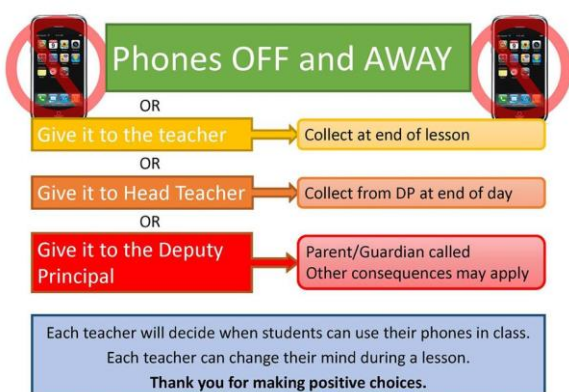 Phones OFF and AWAY
OR
Give it to the teacher
Collect at end of lesson
OR
Give it to Head Teacher
Collect from DP at end of day
OR
Give it to the Deputy
Principal
Parent/Guardian called
Other consequences may apply
Each teacher will decide when students can use their phones in class.
Each teacher can change their mind during a lesson.
Thank you for making positive choices.